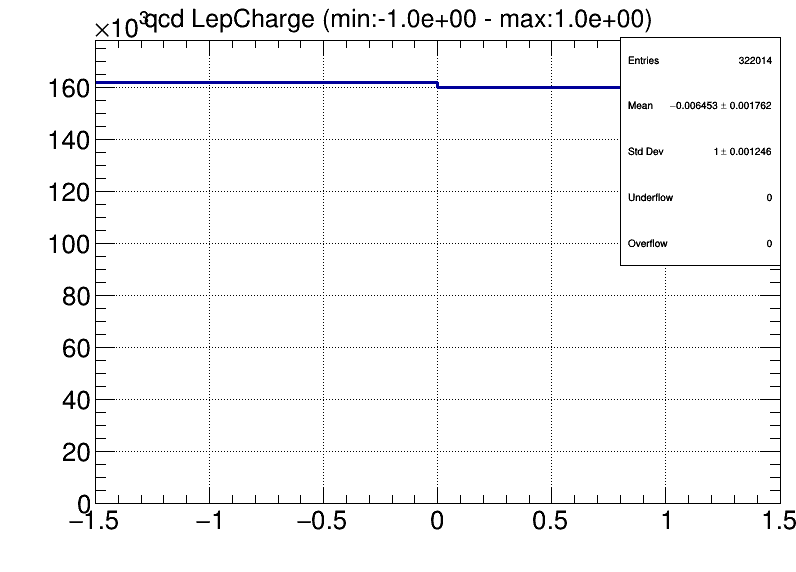 ×10³
qcd LepCharge (min:-1.0e+00 - max:1.0e+00)
Entries 322014
Mean −0.006453 ± 0.001762
Std Dev 1 ± 0.001246
Underflow 0
Overflow 0
160
140
120
100
80
60
40
20
0
−1.5 −1 −0.5 0 0.5 1 1.5